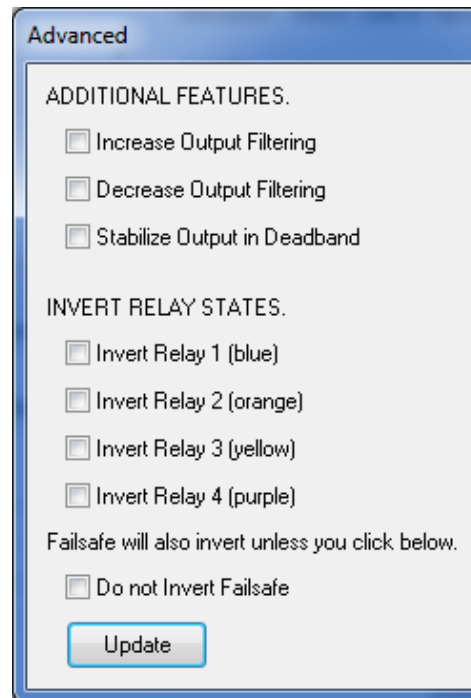 Advanced
ADDITIONAL FEATURES.
Increase Output Filtering
Decrease Output Filtering
Stabilize Output in Deadband
INVERT RELAY STATES.
Invert Relay 1 (blue)
Invert Relay 2 (orange)
Invert Relay 3 (yellow)
Invert Relay 4 (purple)
Failsafe will also invert unless you click below.
Do not Invert Failsafe
Update